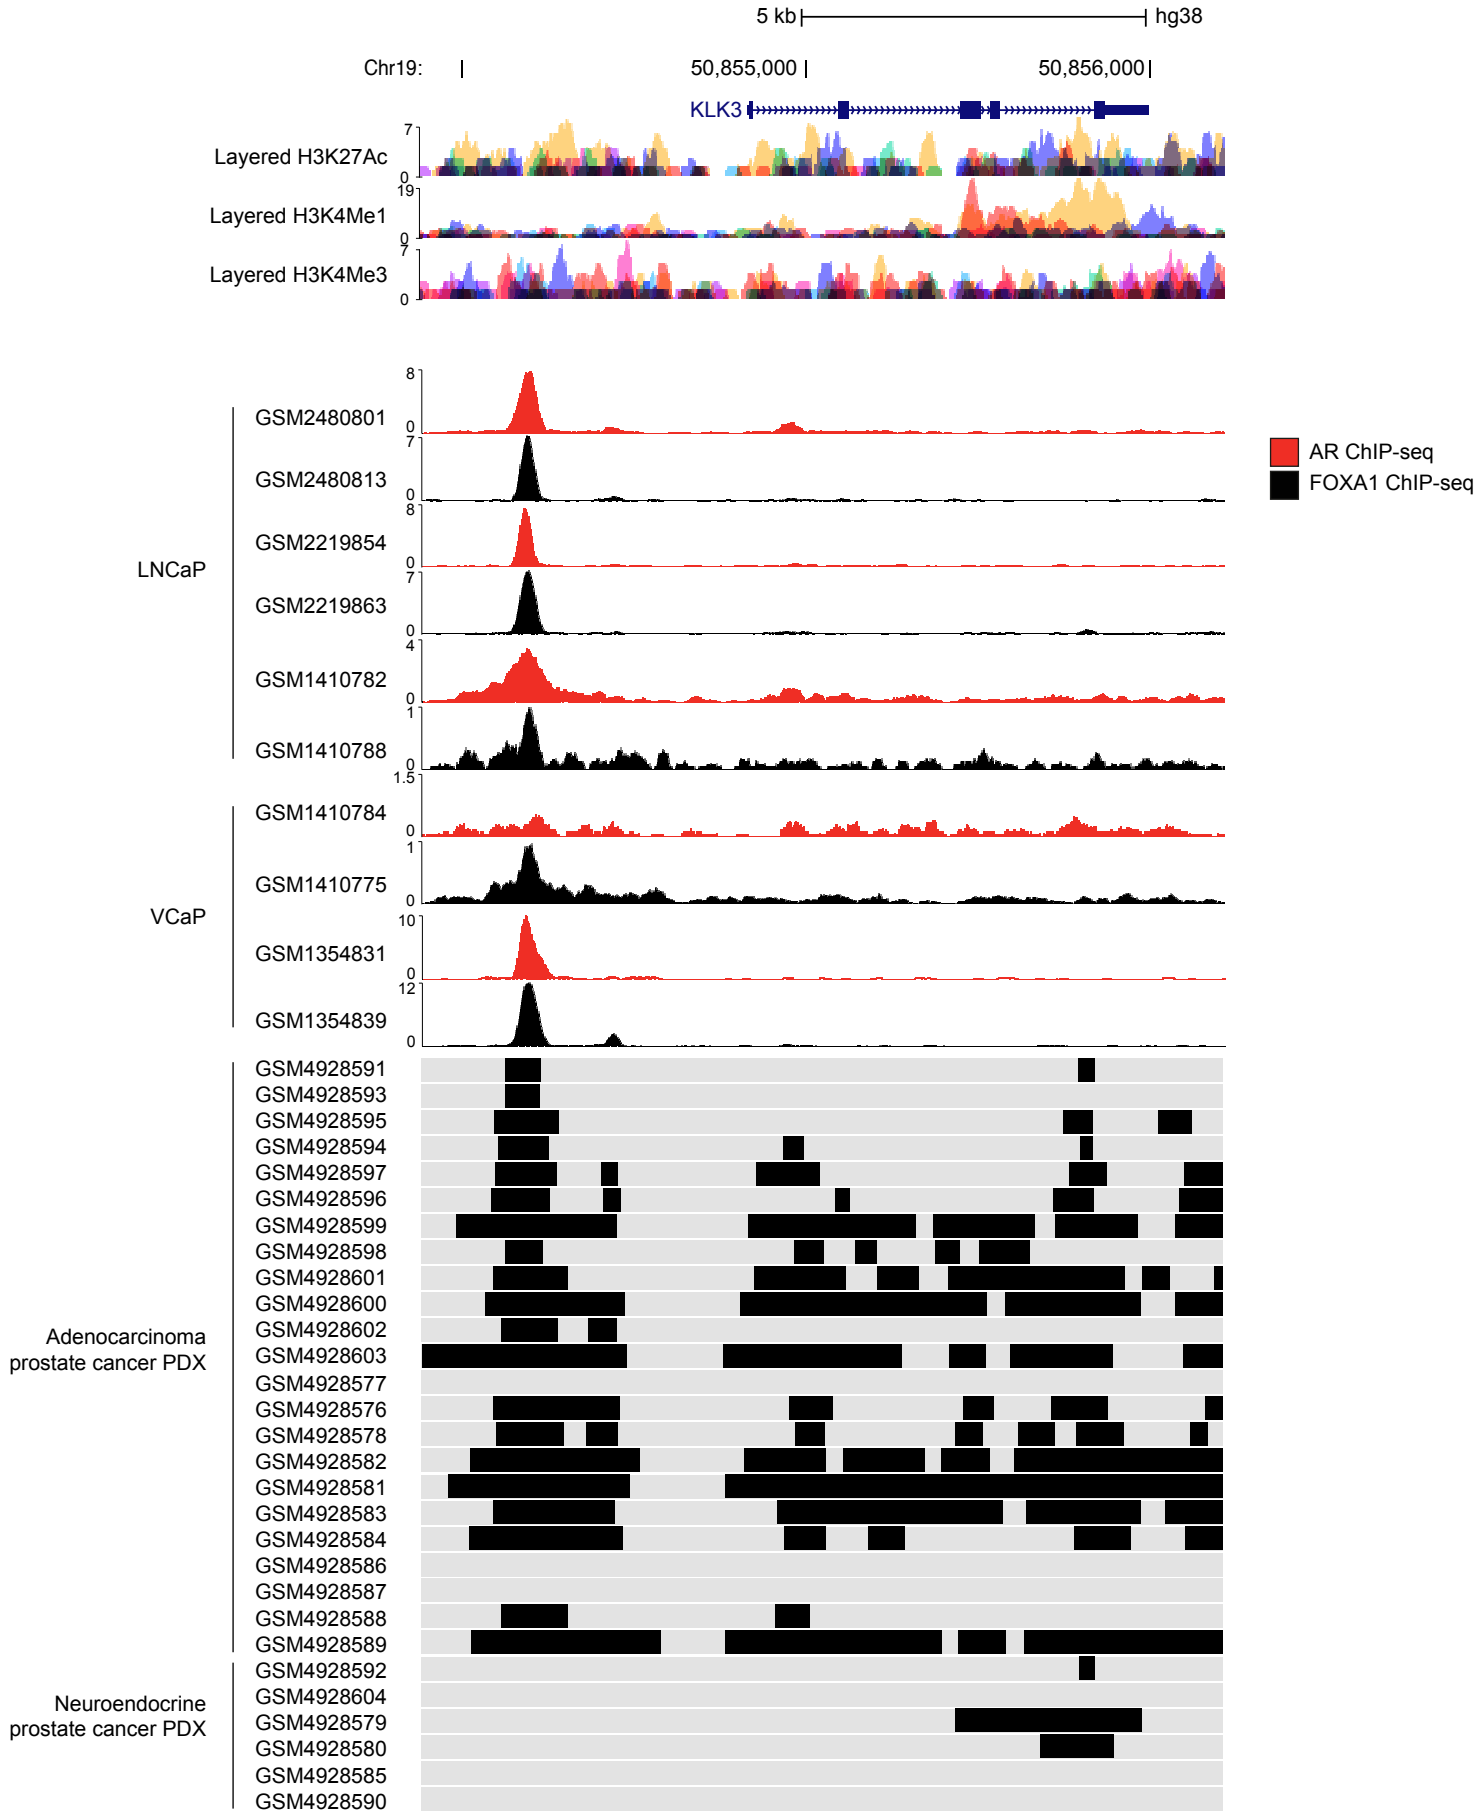 5 kb hg38
Chr19: 50,855,000 50,856,000
KLK3
7
Layered H3K27Ac
0
19
Layered H3K4Me1
0
7
Layered H3K4Me3
0
8
GSM2480801
0
AR ChIP-seq
FOXA1 ChIP-seq
7
GSM2480813
0
8
GSM2219854
0
LNCaP
7
GSM2219863
0
4
GSM1410782
0
1
GSM1410788
0
1.5
GSM1410784
0
1
GSM1410775
0
VCaP
10
GSM1354831
0
12
GSM1354839
0
GSM4928591
GSM4928593
GSM4928595
GSM4928594
GSM4928597
GSM4928596
GSM4928599
GSM4928598
GSM4928601
GSM4928600
GSM4928602
Adenocarcinoma
prostate cancer PDX
GSM4928603
GSM4928577
GSM4928576
GSM4928578
GSM4928582
GSM4928581
GSM4928583
GSM4928584
GSM4928586
GSM4928587
GSM4928588
GSM4928589
GSM4928592
GSM4928604
Neuroendocrine
prostate cancer PDX
GSM4928579
GSM4928580
GSM4928585
GSM4928590